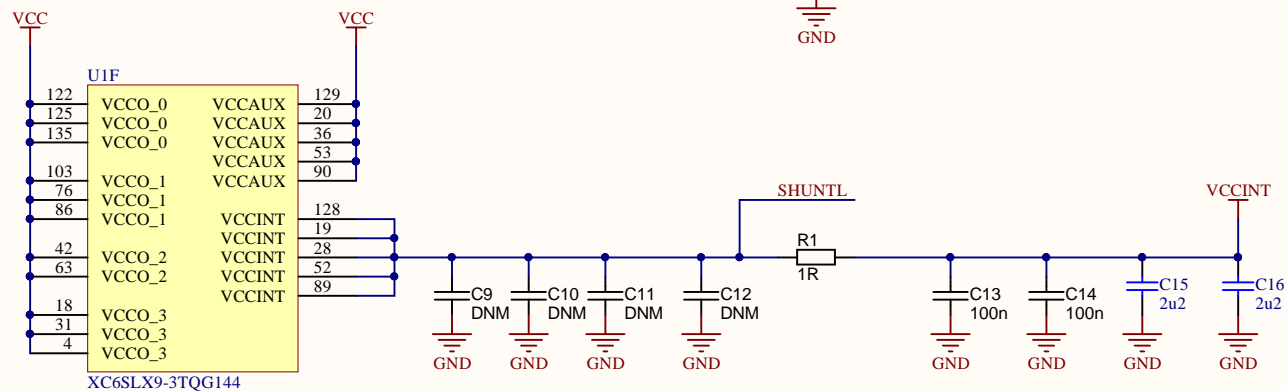 VCC
VCC
GND
U1F
122 VCCO_0 VCCAUX 129
125 VCCO_0 VCCAUX 20
135 VCCO_0 VCCAUX 36
VCCAUX 53
103 VCCO_1 VCCAUX 90
76 VCCO_1
86 VCCO_1 VCCINT 128
VCCINT 19
42 VCCO_2 VCCINT 28
63 VCCO_2 VCCINT 52
VCCINT 89
18 VCCO_3
31 VCCO_3
4 VCCO_3
XC6SLX9-3TQG144
SHUNTL
VCCINT
R1
1R
C9
DNM
GND
C10
DNM
GND
C11
DNM
GND
C12
DNM
GND
C13
100n
GND
C14
100n
GND
C15
2u2
GND
C16
2u2
GND